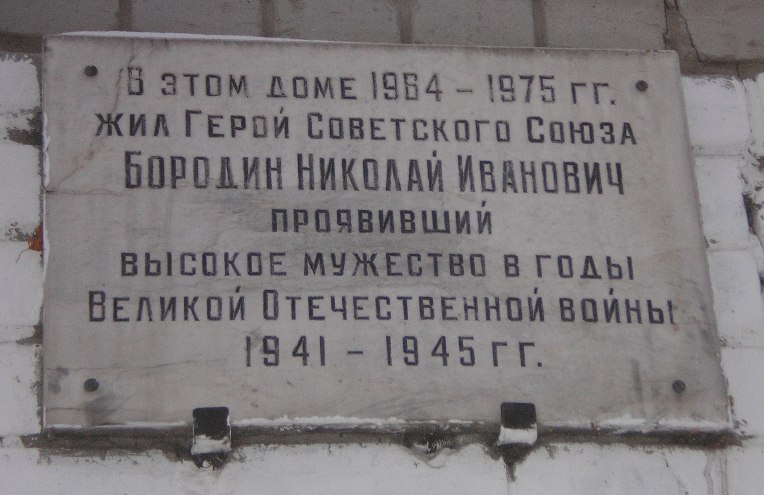 В ЭТОМ ДОМЕ 1964 - 1975 ГГ.
ЖИЛ ГЕРОЙ СОВЕТСКОГО СОЮЗА
БОРОДИН НИКОЛАЙ ИВАНОВИЧ
ПРОЯВИВШИЙ
ВЫСОКОЕ МУЖЕСТВО В ГОДЫ
ВЕЛИКОЙ ОТЕЧЕСТВЕННОЙ ВОЙНЫ
1941 - 1945 ГГ.